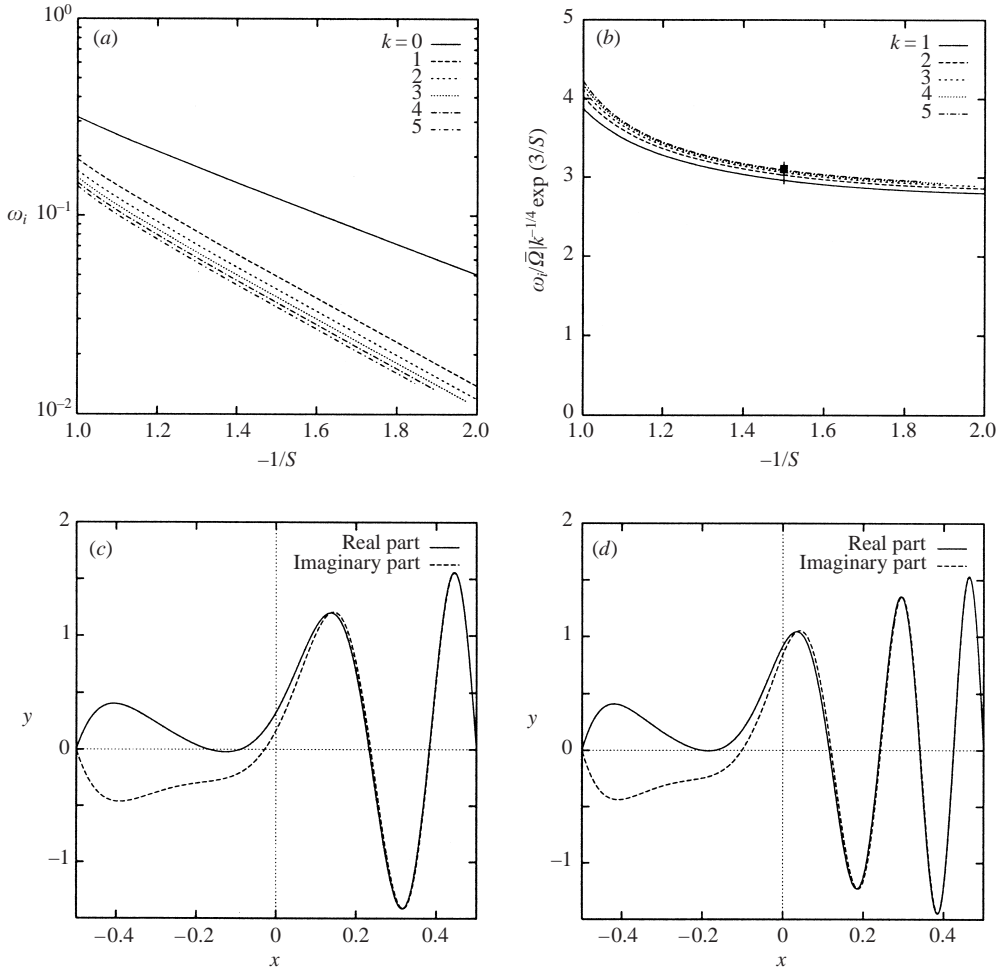 10⁰
(a)
k = 0
1
2
3
4
5
ωᵢ
10⁻¹
10⁻²
1.0 1.2 1.4 1.6 1.8 2.0
–1/S
5
(b)
k = 1
2
3
4
5
4
3
2
1
0
ωᵢ/Ω̄|k⁻¹/⁴ exp (3/S)
1.0 1.2 1.4 1.6 1.8 2.0
–1/S
2
(c)
Real part
Imaginary part
1
y
0
–1
–0.4 –0.2 0 0.2 0.4
x
2
(d)
Real part
Imaginary part
1
y
0
–1
–0.4 –0.2 0 0.2 0.4
x